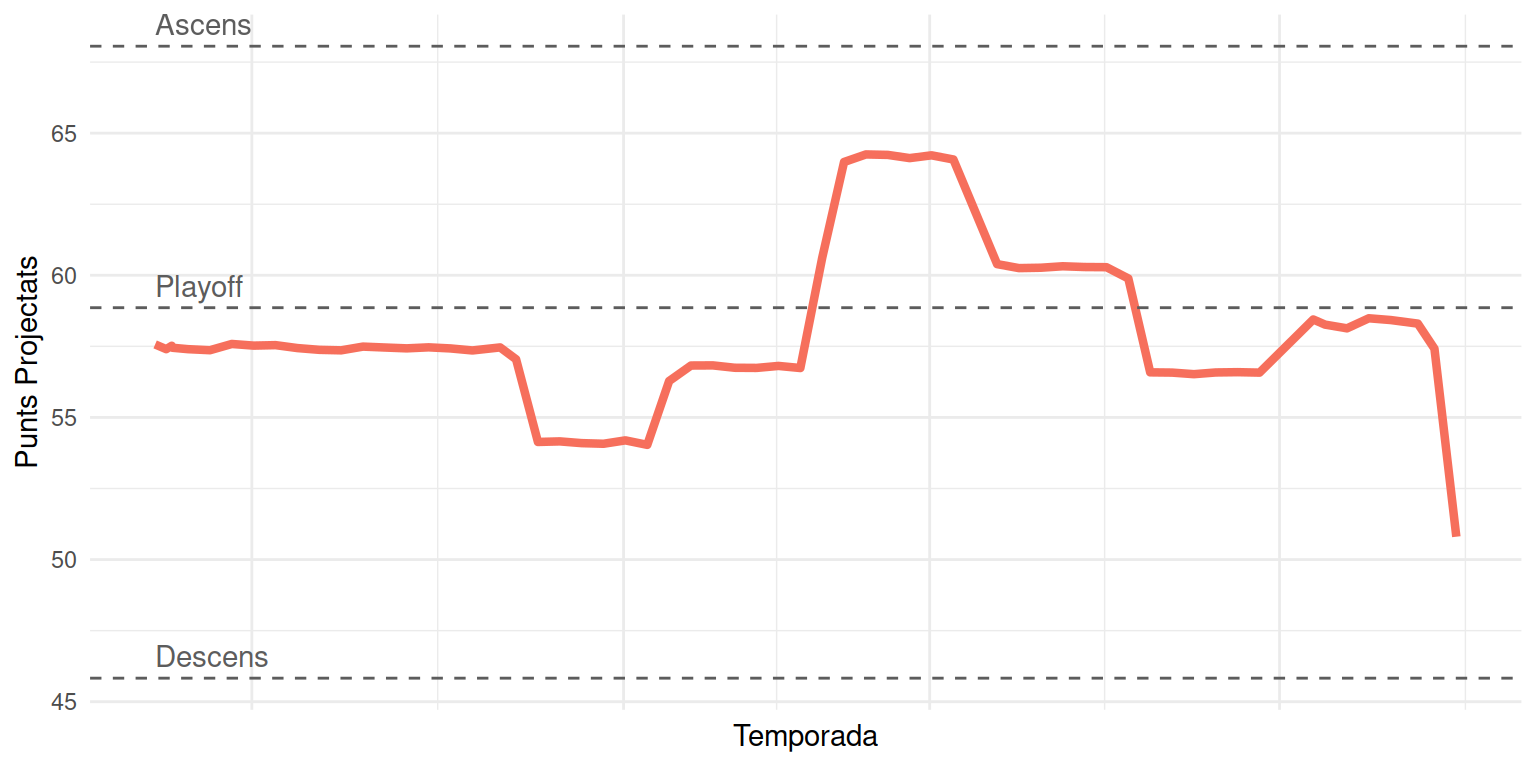 Ascens
65
Playoff
60
55
50
Descens
45
Punts Projectats
Temporada